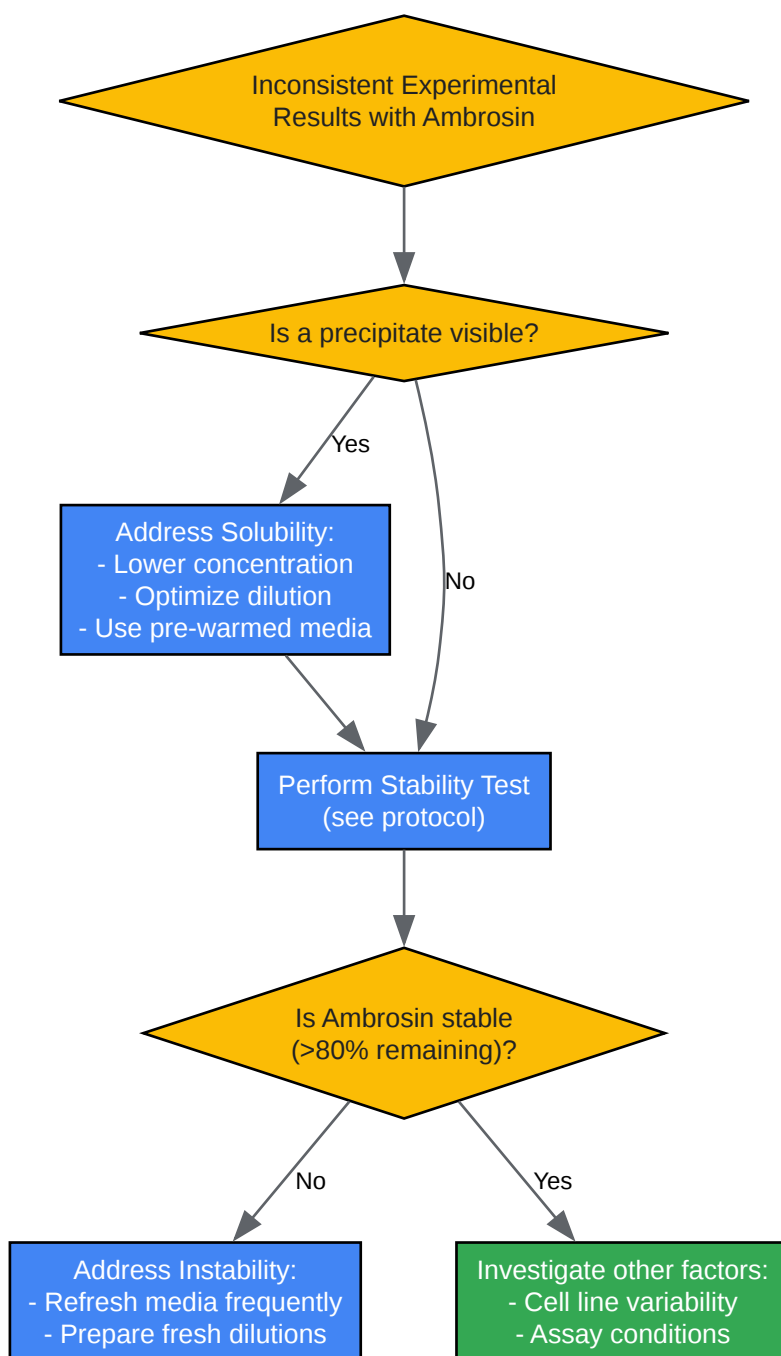 Inconsistent Experimental
Results with Ambrosin
Is a precipitate visible?
Yes
Address Solubility:
- Lower concentration
- Optimize dilution
- Use pre-warmed media
No
Perform Stability Test
(see protocol)
Is Ambrosin stable
(>80% remaining)?
No
Yes
Address Instability:
- Refresh media frequently
- Prepare fresh dilutions
Investigate other factors:
- Cell line variability
- Assay conditions